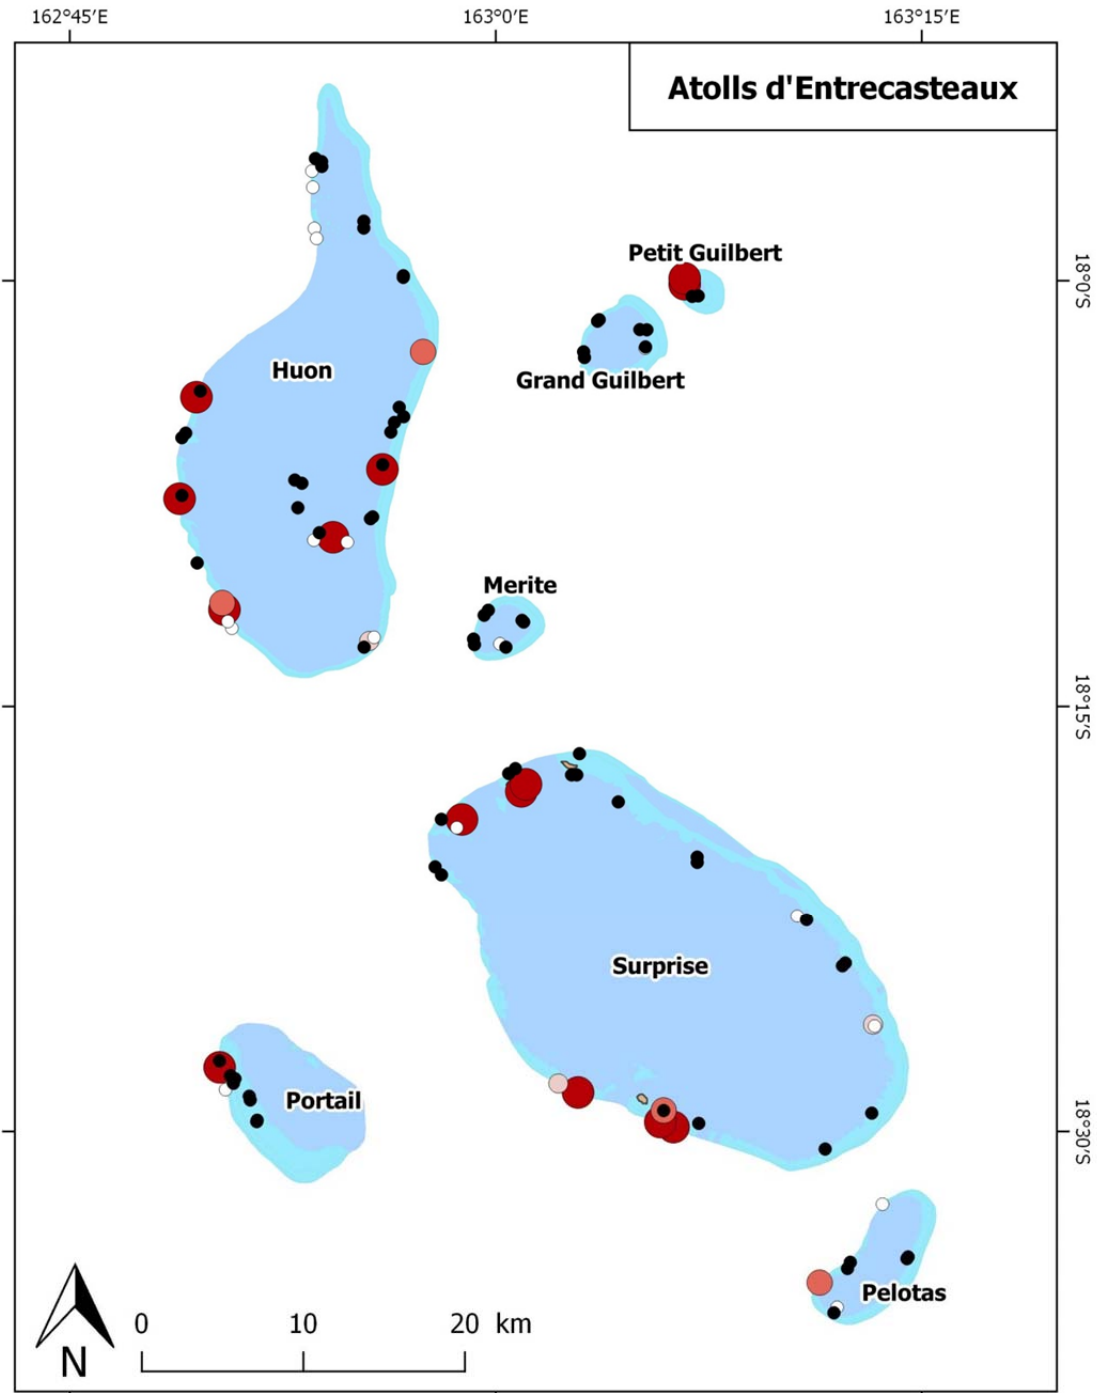 162°45'E 163°0'E 163°15'E
Atolls d'Entrecasteaux
Petit Guilbert
18°0'S
Huon
Grand Guilbert
Merite
18°15'S
Surprise
Portail
18°30'S
Pelotas
0 10 20 km
N